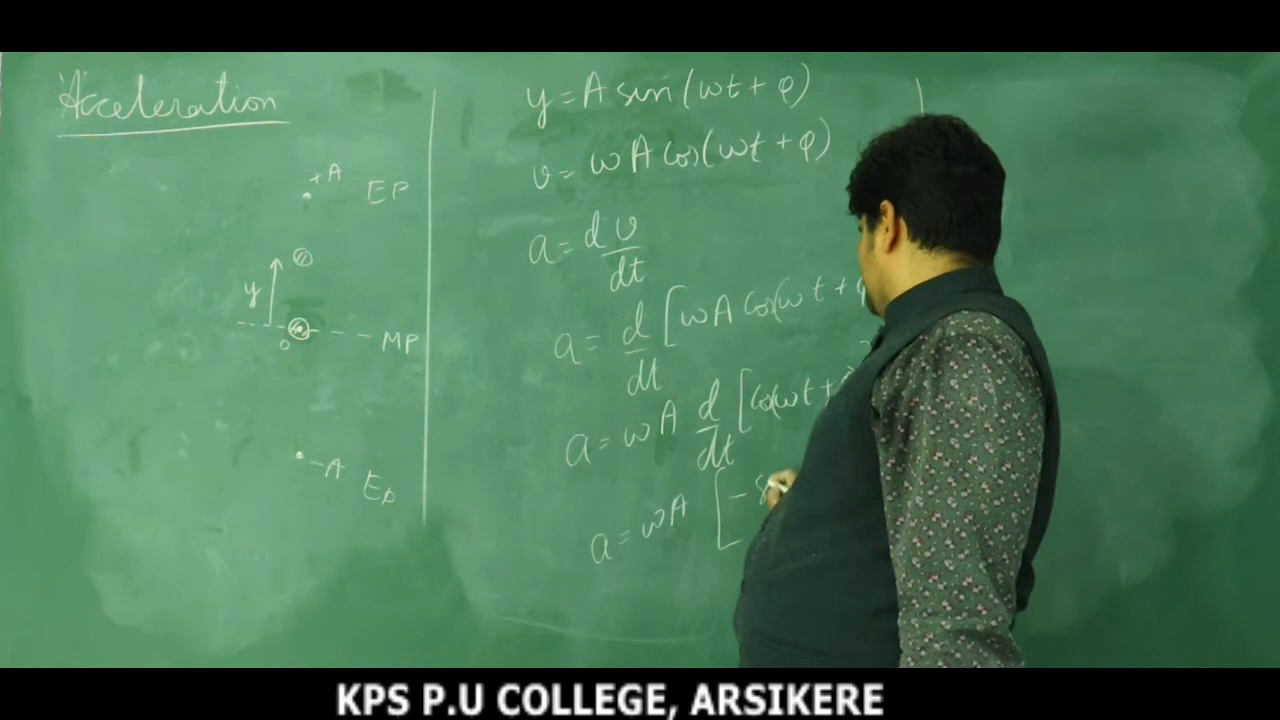 Acceleration
+A EP
y
O MP
-A EP
y = A sin(ωt + φ)
v = ωA cos(ωt + φ)
a = dv/dt
a = d/dt [ωA cos(ωt + φ
a = ωA d/dt [cos(ωt +
a = ωA [-
KPS P.U COLLEGE, ARSIKERE